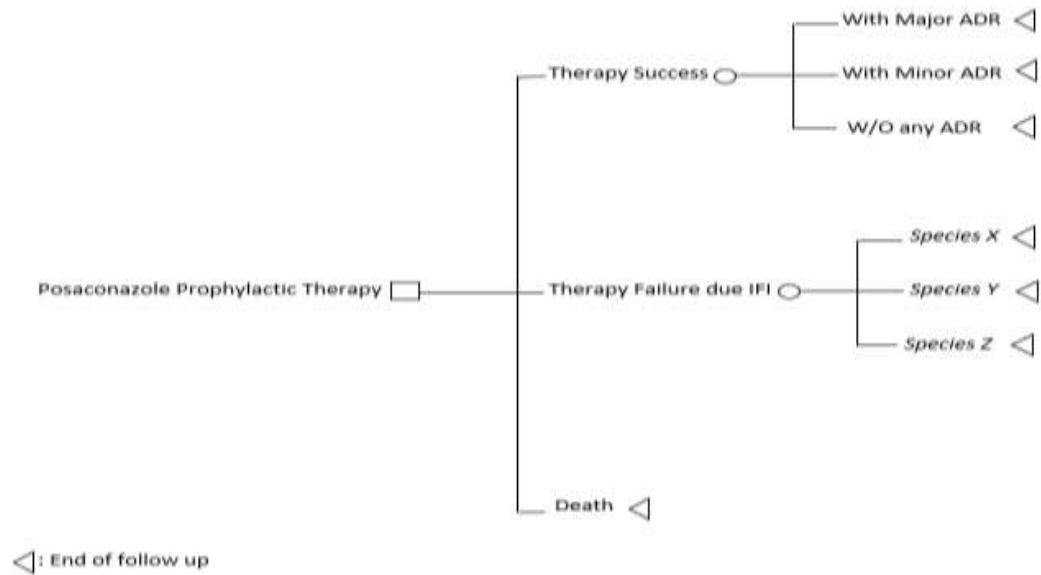 With Major ADR
Therapy Success
With Minor ADR
W/O any ADR
Species X
Posaconazole Prophylactic Therapy
Therapy Failure due IFI
Species Y
Species Z
Death
: End of follow up